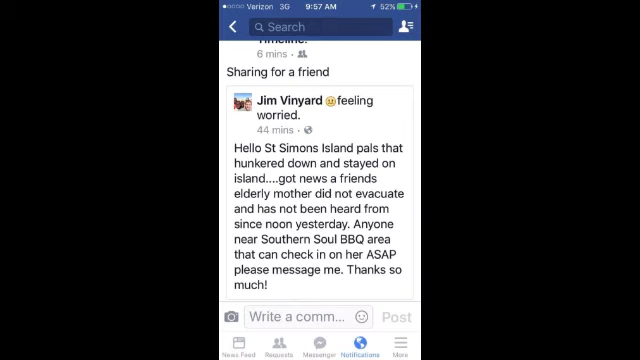 Verizon 3G 9:57 AM 52%
Search
Timeline.
6 mins
Sharing for a friend
Jim Vinyard feeling
worried.
44 mins
Hello St Simons Island pals that
hunkered down and stayed on
island....got news a friends
elderly mother did not evacuate
and has not been heard from
since noon yesterday. Anyone
near Southern Soul BBQ area
that can check in on her ASAP
please message me. Thanks so
much!
Write a comm... Post
News Feed Requests Messenger Notifications More